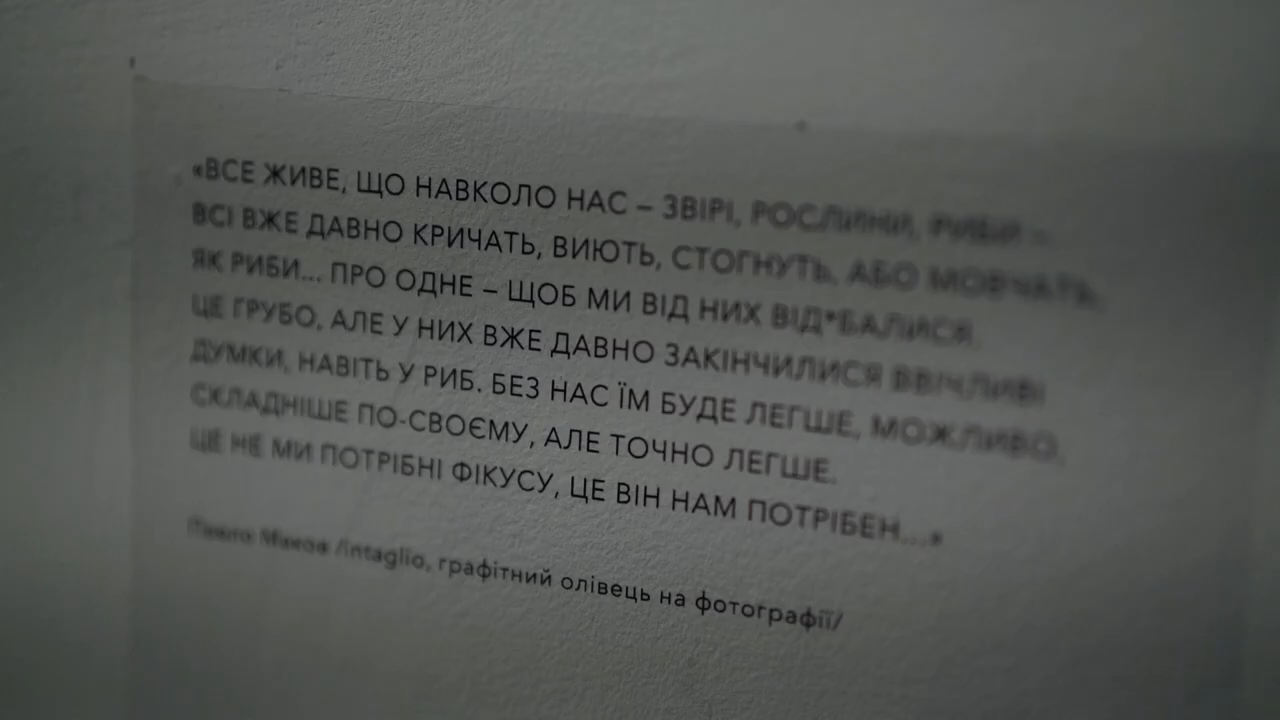 «ВСЕ ЖИВЕ, ЩО НАВКОЛО НАС – ЗВІРІ, РОСЛИНИ, РИБИ –
ВСІ ВЖЕ ДАВНО КРИЧАТЬ, ВИЮТЬ, СТОГНУТЬ, АБО МОВЧАТЬ,
ЯК РИБИ... ПРО ОДНЕ – ЩОБ МИ ВІД НИХ ВІД*БАЛИСЯ.
ЦЕ ГРУБО, АЛЕ У НИХ ВЖЕ ДАВНО ЗАКІНЧИЛИСЯ ВВІЧЛИВІ
ДУМКИ, НАВІТЬ У РИБ. БЕЗ НАС ЇМ БУДЕ ЛЕГШЕ, МОЖЛИВО,
СКЛАДНІШЕ ПО-СВОЄМУ, АЛЕ ТОЧНО ЛЕГШЕ.
ЦЕ НЕ МИ ПОТРІБНІ ФІКУСУ, ЦЕ ВІН НАМ ПОТРІБЕН...»
Павло Маков /intaglio, графітний олівець на фотографії/